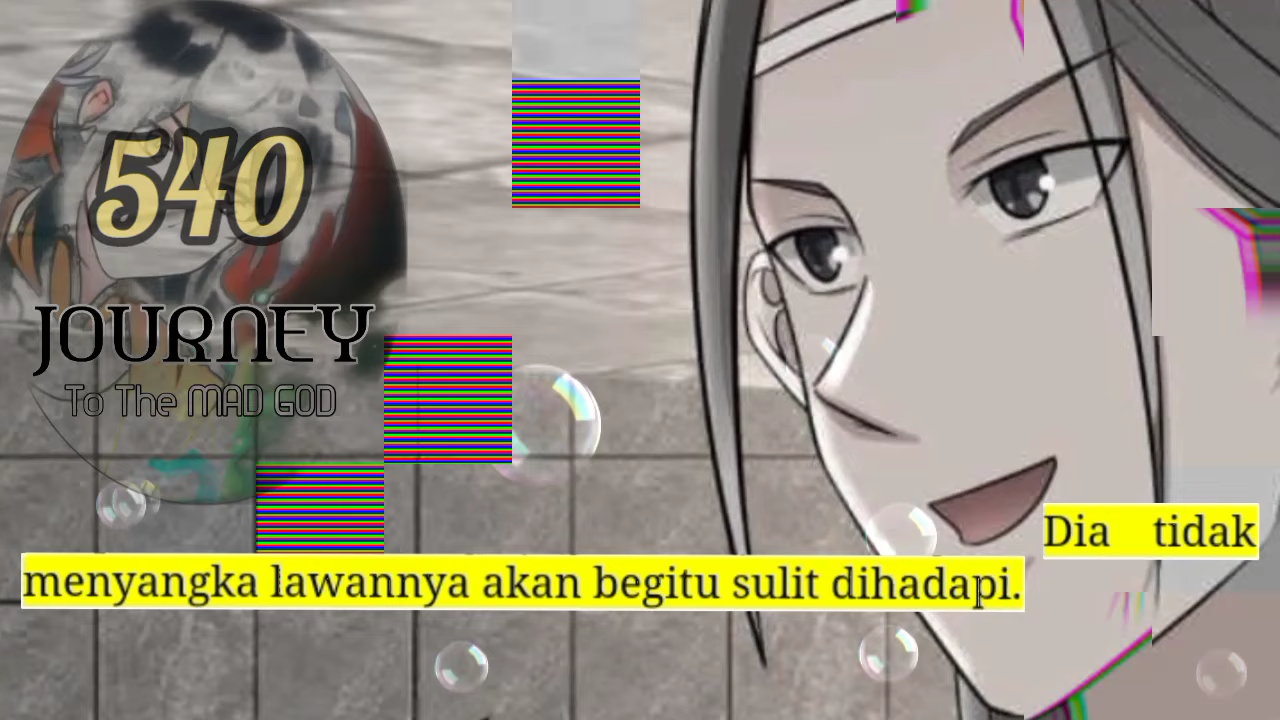 540
JOURNEY
To The MAD GOD
Dia tidak
menyangka lawannya akan begitu sulit dihadapi.